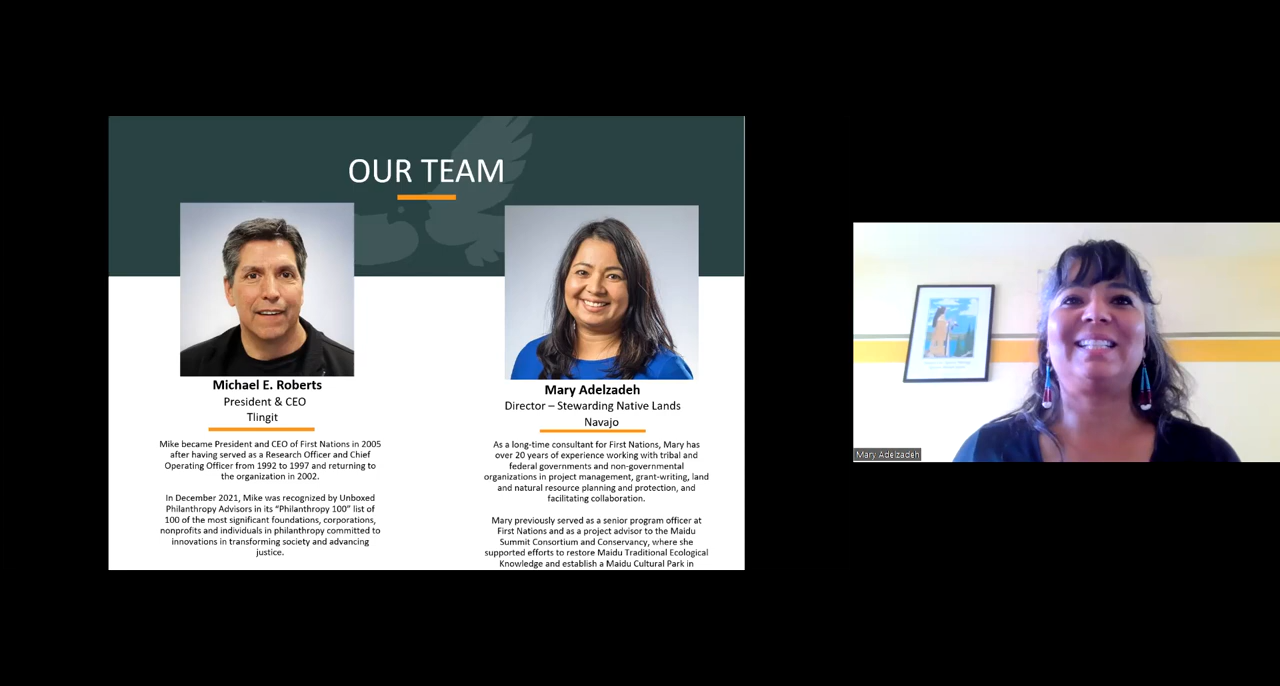 OUR TEAM
Michael E. Roberts
President & CEO
Tlingit
Mike became President and CEO of First Nations in 2005
after having served as a Research Officer and Chief
Operating Officer from 1992 to 1997 and returning to
the organization in 2002.
In December 2021, Mike was recognized by Unboxed
Philanthropy Advisors in its “Philanthropy 100” list of
100 of the most significant foundations, corporations,
nonprofits and individuals in philanthropy committed to
innovations in transforming society and advancing
justice.
Mary Adelzadeh
Director – Stewarding Native Lands
Navajo
As a long-time consultant for First Nations, Mary has
over 20 years of experience working with tribal and
federal governments and non-governmental
organizations in project management, grant-writing, land
and natural resource planning and protection, and
facilitating collaboration.
Mary previously served as a senior program officer at
First Nations and as a project advisor to the Maidu
Summit Consortium and Conservancy, where she
supported efforts to restore Maidu Traditional Ecological
Knowledge and establish a Maidu Cultural Park in
Mary Adelzadeh